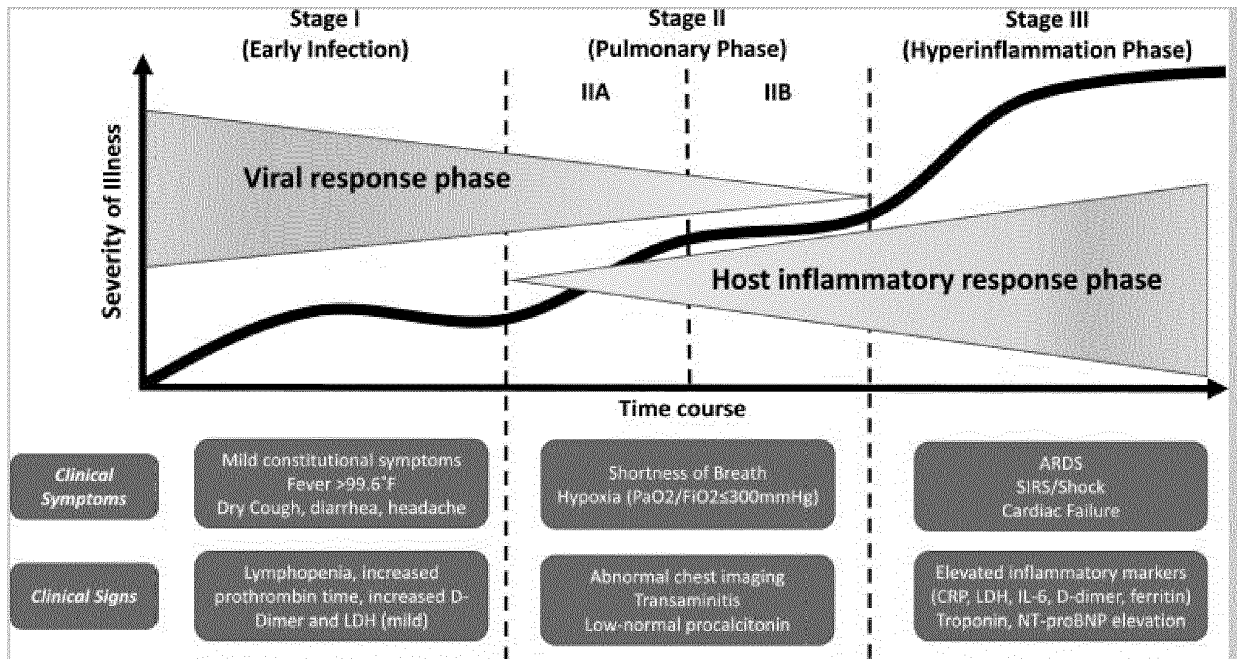 Stage I
(Early Infection)
Stage II
(Pulmonary Phase)
Stage III
(Hyperinflammation Phase)
IIA
IIB
Severity of Illness
Viral response phase
Host inflammatory response phase
Time course
Clinical
Symptoms
Mild constitutional symptoms
Fever >99.6°F
Dry Cough, diarrhea, headache
Shortness of Breath
Hypoxia (PaO2/FiO2≤300mmHg)
ARDS
SIRS/Shock
Cardiac Failure
Clinical Signs
Lymphopenia, increased
prothrombin time, increased D-
Dimer and LDH (mild)
Abnormal chest imaging
Transaminitis
Low-normal procalcitonin
Elevated inflammatory markers
(CRP, LDH, IL-6, D-dimer, ferritin)
Troponin, NT-proBNP elevation